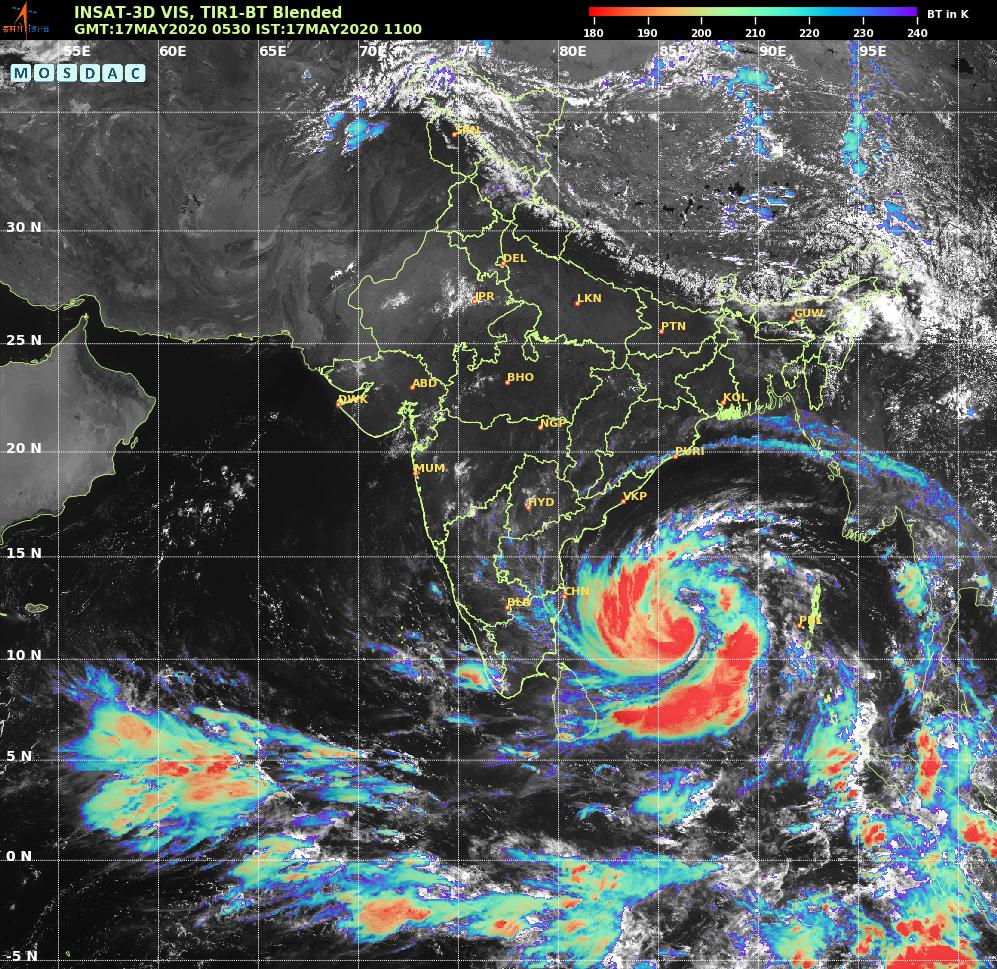 INSAT-3D VIS, TIR1-BT Blended
GMT:17MAY2020 0530 IST:17MAY2020 1100
180 190 200 210 220 230 240 BT in K
55E 60E 70E 75E 80E 85E 90E 95E
MOSDAC
SRN
30 N
DEL
JPR
LKN
GUW
PTN
25 N
BHO
ABD
DWK
KOL
NGP
20 N
PURI
MUM
VKP
HYD
15 N
CHN
BLR
PBL
10 N
5 N
0 N
-5 N